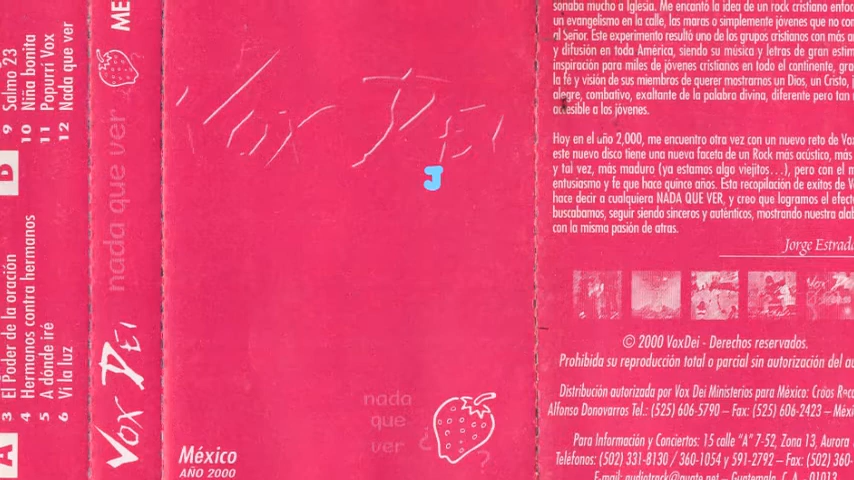 9 Salmo 23
10 Niña bonita
11 Popurrí Vox
12 Nada que ver
B
A
3 El Poder de la oración
4 Hermanos contra hermanos
5 A dónde iré
6 Vi la luz
VOX DEI nada que ver
VOX DEI
J
nada
que
ver
México
AÑO 2000
sonaba mucho a Iglesia. Me encantó la idea de un rock cristiano
un evangelismo en la calle, las maras o simplemente jóvenes que no
al Señor. Este experimento resultó uno de los grupos cristianos con más
y difusión en toda América, siendo su música y letras de gran
inspiración para miles de jóvenes cristianos en todo el continente,
la fé y visión de sus miembros de querer mostrarnos un Dios, un Cristo,
alegre, combativo, exaltante de la palabra divina, diferente pero tan
accesible a los jóvenes.
Hoy en el año 2,000, me encuentro otra vez con un nuevo reto de
este nuevo disco tiene una nueva faceta de un Rock más acústico, más
y tal vez, más maduro (ya estamos algo viejitos...), pero con el
entusiasmo y fe que hace quince años. Esta recopilación de exitos de
hace decir a cualquiera NADA QUE VER, y creo que logramos el
buscabamos, seguir siendo sinceros y auténticos, mostrando nuestra
con la misma pasión de atras.
Jorge Estrada
© 2000 VoxDei - Derechos reservados.
Prohibida su reproducción total o parcial sin autorización del
Distribución autorizada por Vox Dei Ministerios para México:
Alfonso Donovarros Tel.: (525) 606-5790 – Fax: (525) 606-2423 –
Para Información y Conciertos: 15 calle "A" 7-52, Zona 13, Aurora
Teléfonos: (502) 331-8130 / 360-1054 y 591-2792 – Fax: (502)
E-mail: audiotrack@guate.net – Guatemala, C. A. - 01013